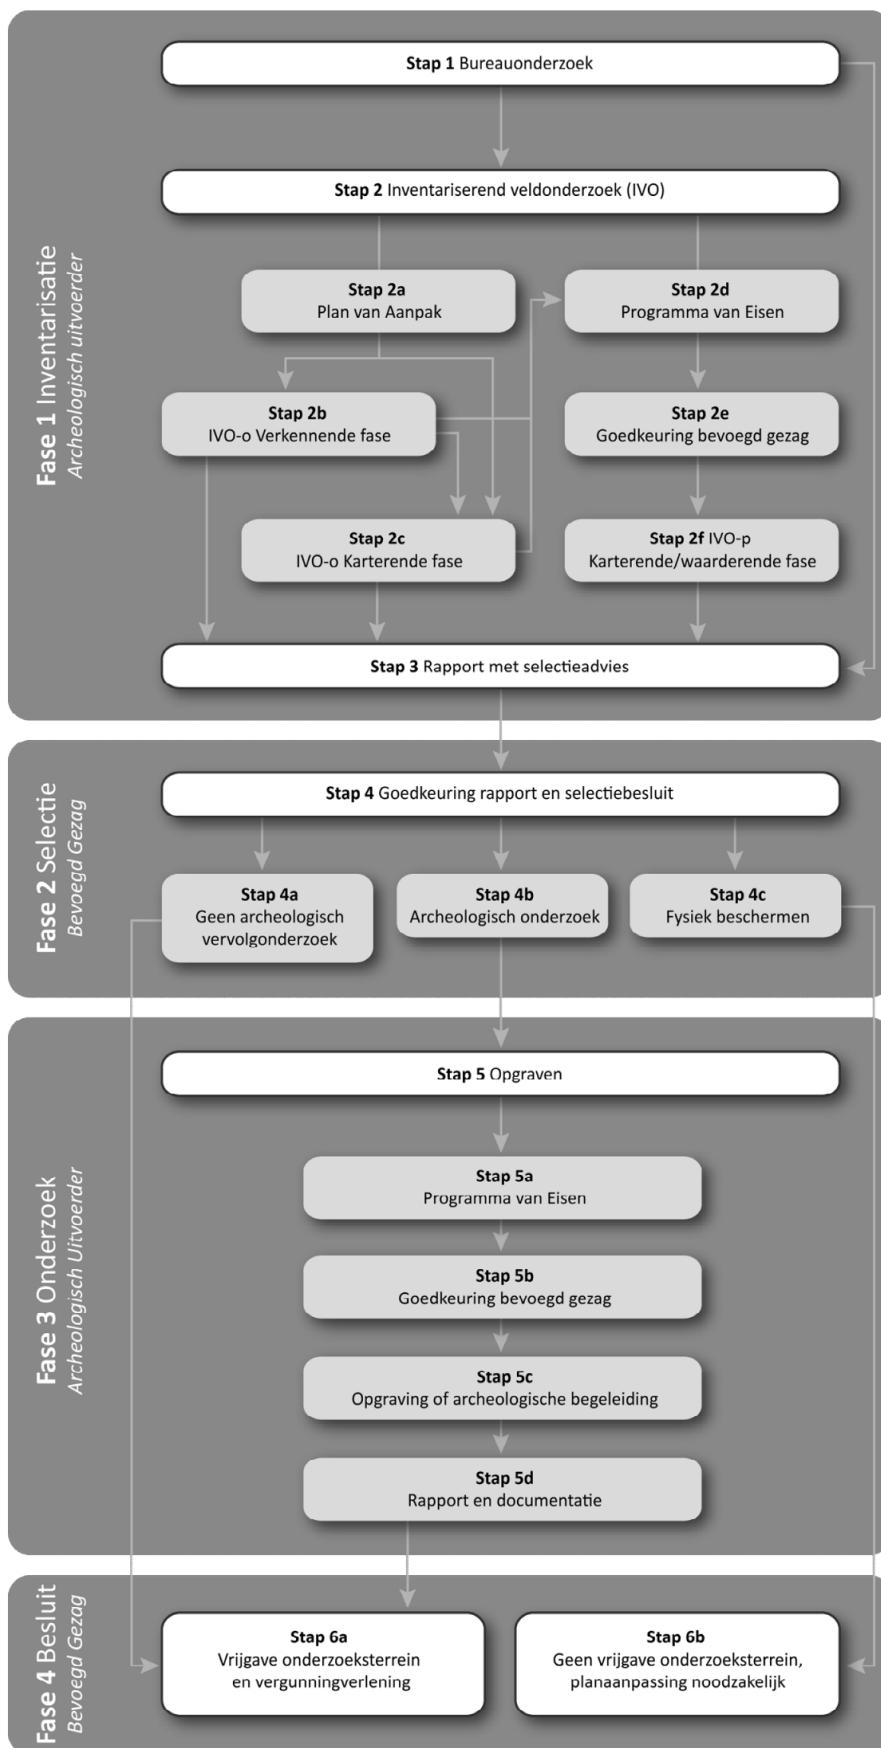 Fase 1 Inventarisatie
Archeologisch uitvoerder
Stap 1 Bureauonderzoek
Stap 2 Inventariserend veldonderzoek (IVO)
Stap 2a
Plan van Aanpak
Stap 2d
Programma van Eisen
Stap 2b
IVO-o Verkennende fase
Stap 2e
Goedkeuring bevoegd gezag
Stap 2c
IVO-o Karterende fase
Stap 2f IVO-p
Karterende/waarderende fase
Stap 3 Rapport met selectieadvies
Fase 2 Selectie
Bevoegd Gezag
Stap 4 Goedkeuring rapport en selectiebesluit
Stap 4a
Geen archeologisch
vervolgonderzoek
Stap 4b
Archeologisch onderzoek
Stap 4c
Fysiek beschermen
Fase 3 Onderzoek
Archeologisch Uitvoerder
Stap 5 Opgraven
Stap 5a
Programma van Eisen
Stap 5b
Goedkeuring bevoegd gezag
Stap 5c
Opgraving of archeologische begeleiding
Stap 5d
Rapport en documentatie
Fase 4 Besluit
Bevoegd Gezag
Stap 6a
Vrijgave onderzoeksterrein
en vergunningverlening
Stap 6b
Geen vrijgave onderzoeksterrein,
planaanpassing noodzakelijk